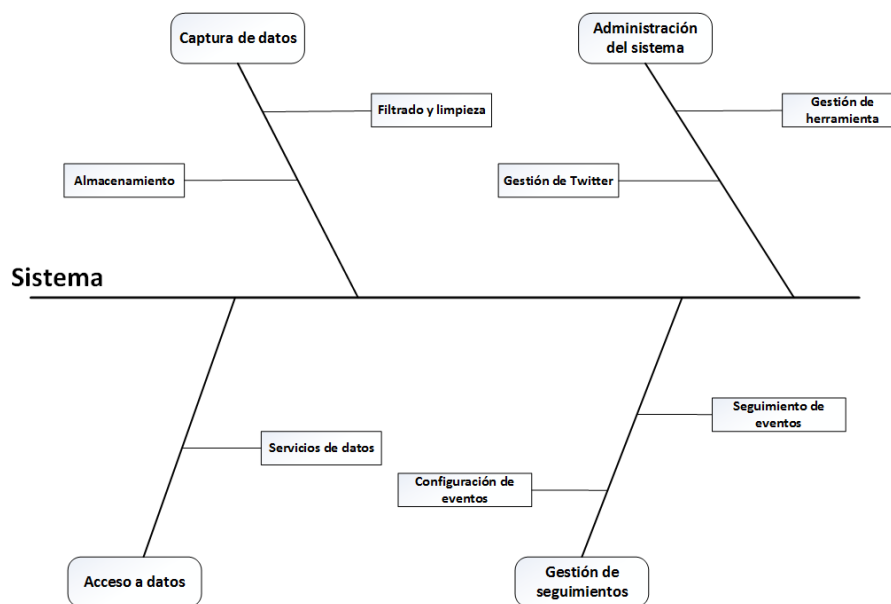 Captura de datos
Administración
del sistema
Filtrado y limpieza
Gestión de
herramienta
Almacenamiento
Gestión de Twitter
Sistema
Seguimiento de
eventos
Servicios de datos
Configuración de
eventos
Acceso a datos
Gestión de
seguimientos